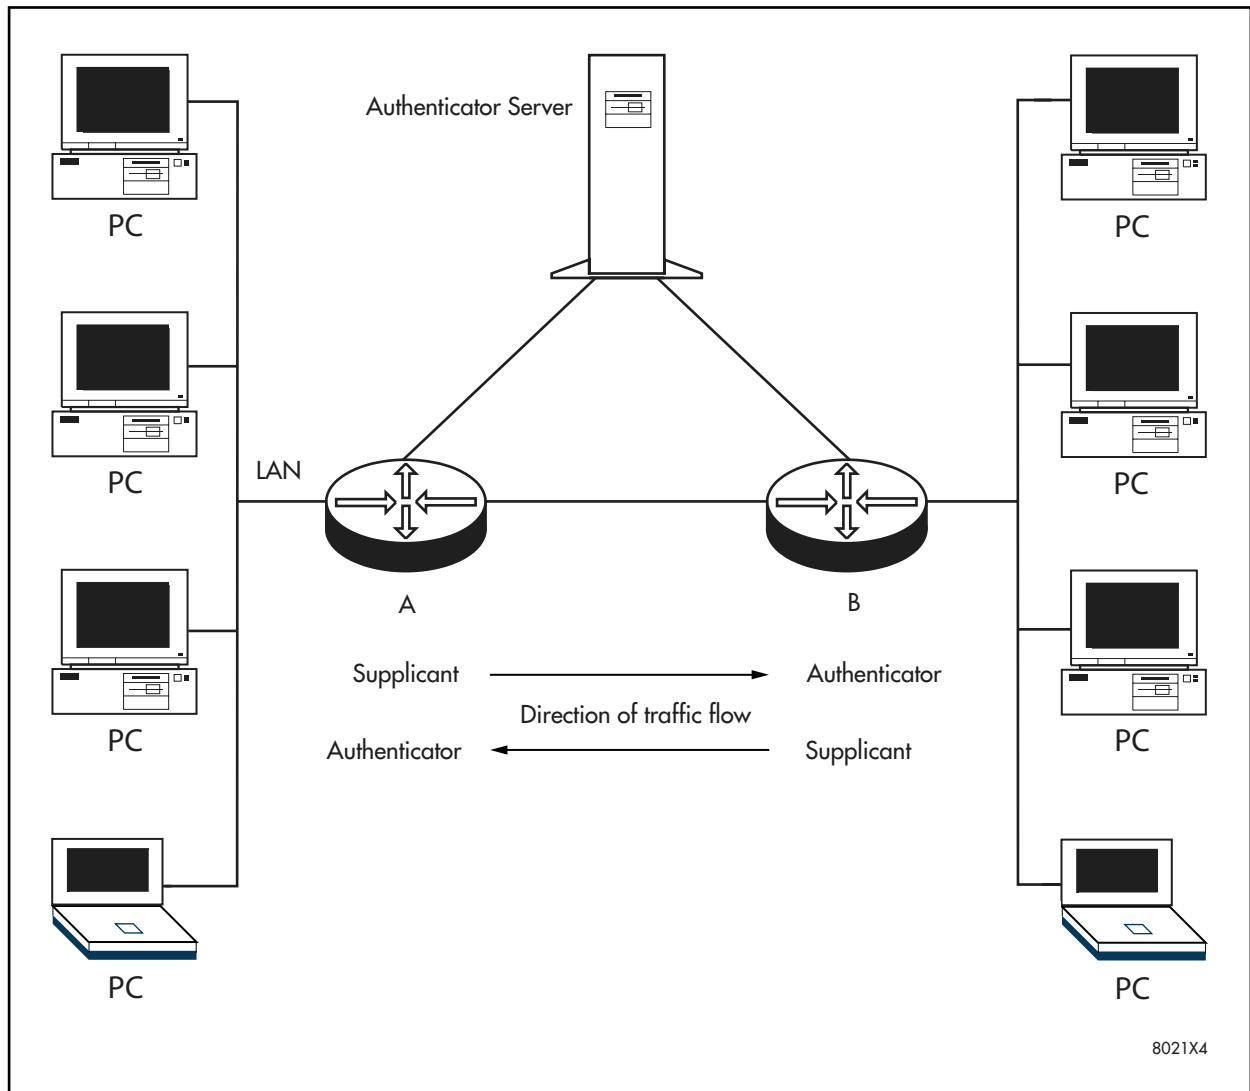 Authenticator Server
PC
PC
PC
PC
LAN
A
B
PC
PC
Supplicant
Authenticator
Direction of traffic flow
Authenticator
Supplicant
PC
PC
8021X4